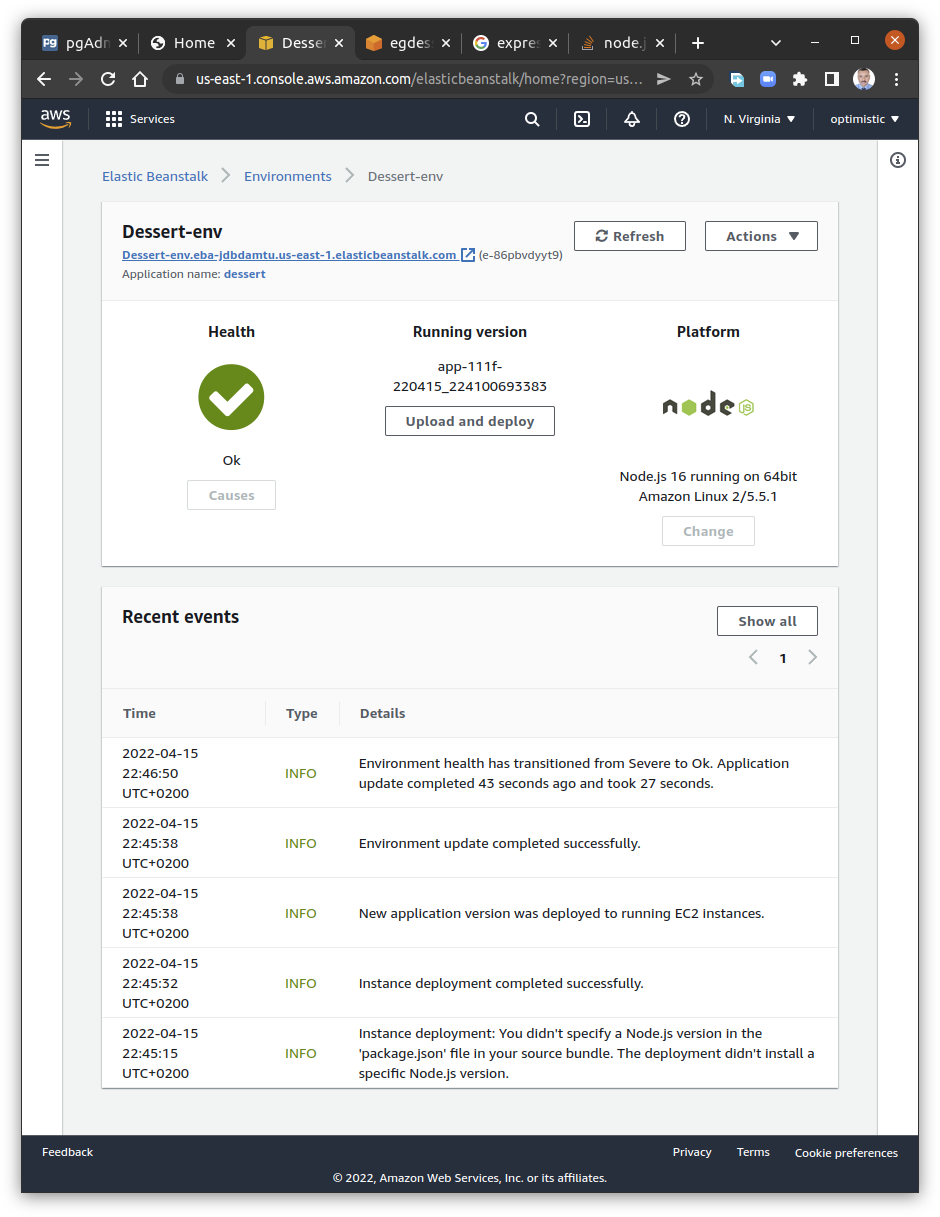 pg pgAdn
Home
Desser
egdes
expres
node.j
us-east-1.console.aws.amazon.com/elasticbeanstalk/home?region=us...
aws
Services
N. Virginia
optimistic
Elastic Beanstalk
Environments
Dessert-env
Dessert-env
Dessert-env.eba-jdbdamtu.us-east-1.elasticbeanstalk.com (e-86pbvdyyt9)
Application name: dessert
Refresh
Actions
Health
Ok
Causes
Running version
app-111f-
220415_224100693383
Upload and deploy
Platform
node JS
Node.js 16 running on 64bit
Amazon Linux 2/5.5.1
Change
Recent events
Show all
1
Time
Type
Details
2022-04-15
22:46:50
UTC+0200
INFO
Environment health has transitioned from Severe to Ok. Application
update completed 43 seconds ago and took 27 seconds.
2022-04-15
22:45:38
UTC+0200
INFO
Environment update completed successfully.
2022-04-15
22:45:38
UTC+0200
INFO
New application version was deployed to running EC2 instances.
2022-04-15
22:45:32
UTC+0200
INFO
Instance deployment completed successfully.
2022-04-15
22:45:15
UTC+0200
INFO
Instance deployment: You didn't specify a Node.js version in the
'package.json' file in your source bundle. The deployment didn't install a
specific Node.js version.
Feedback
Privacy
Terms
Cookie preferences
© 2022, Amazon Web Services, Inc. or its affiliates.